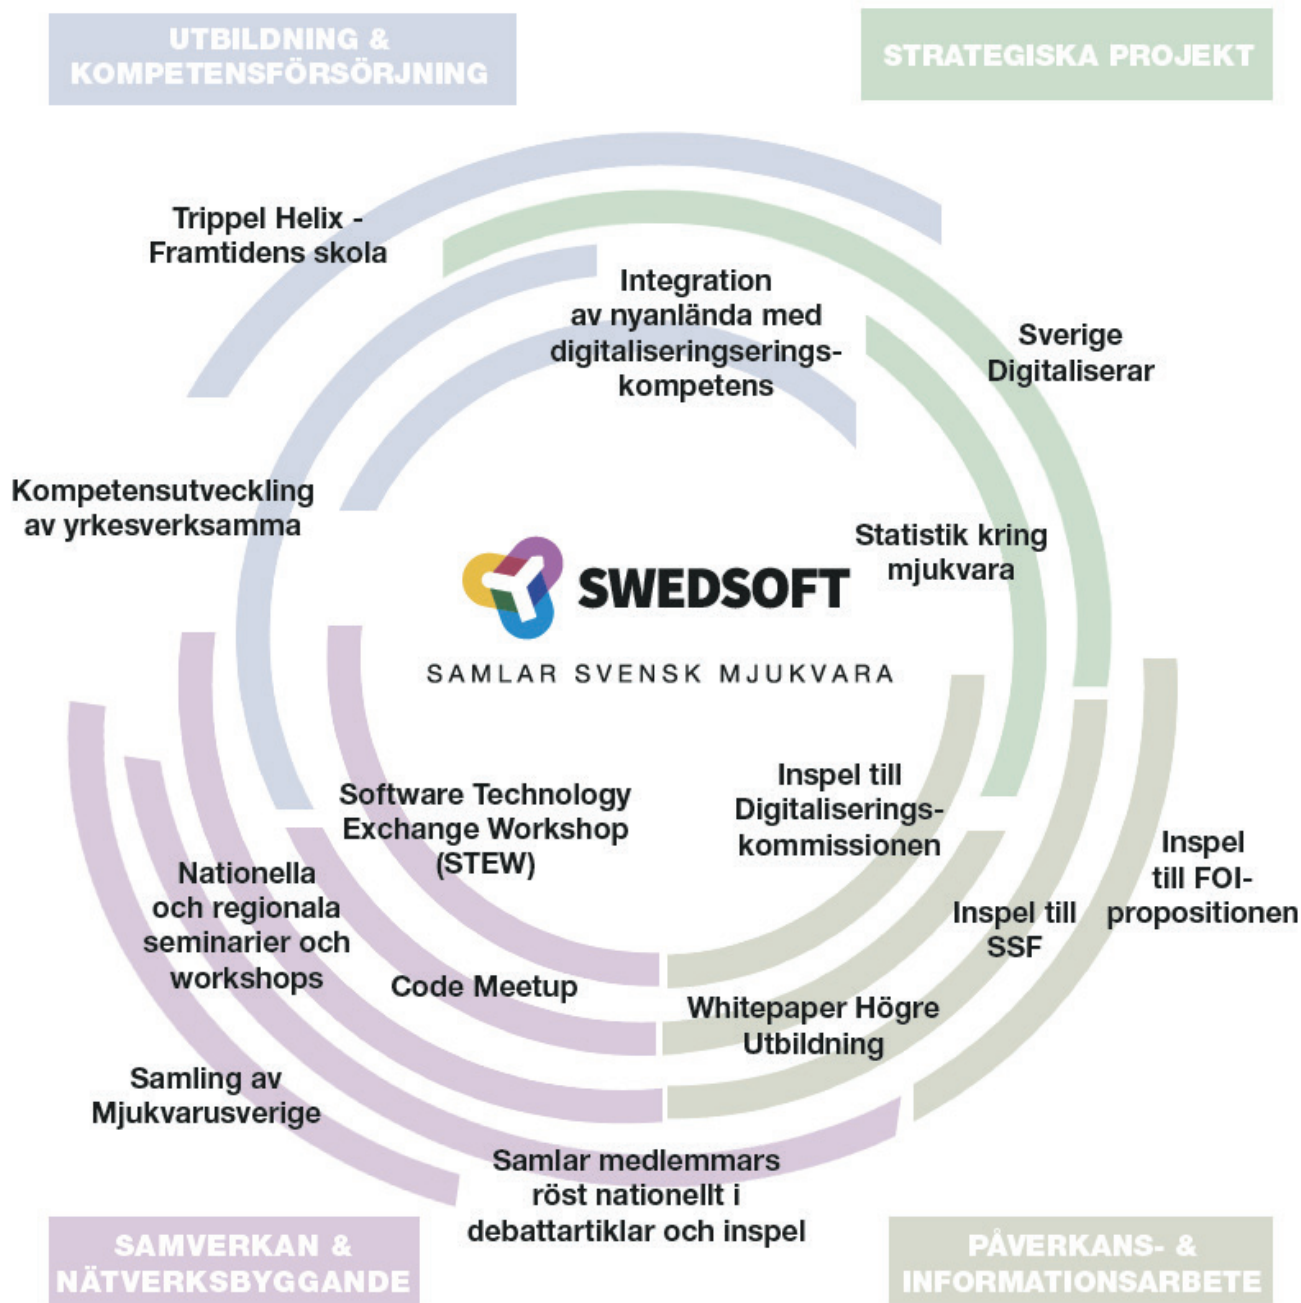 UTBILDNING &
KOMPETENSFÖRSÖRJNING
STRATEGISKA PROJEKT
Trippel Helix -
Framtidens skola
Integration
av nyanlända med
digitaliseringserings-
kompetens
Sverige
Digitaliserar
Kompetensutveckling
av yrkesverksamma
Statistik kring
mjukvara
SWEDSOFT
SAMLAR SVENSK MJUKVARA
Software Technology
Exchange Workshop
(STEW)
Inspel till
Digitaliserings-
kommissionen
Nationella
och regionala
seminarier och
workshops
Inspel
till FOI-
propositionen
Inspel till
SSF
Code Meetup
Whitepaper Högre
Utbildning
Samling av
Mjukvarusverige
Samlar medlemmars
röst nationellt i
debattartiklar och inspel
SAMVERKAN &
NÄTVERKSBYGGANDE
PÅVERKANS- &
INFORMATIONSARBETE